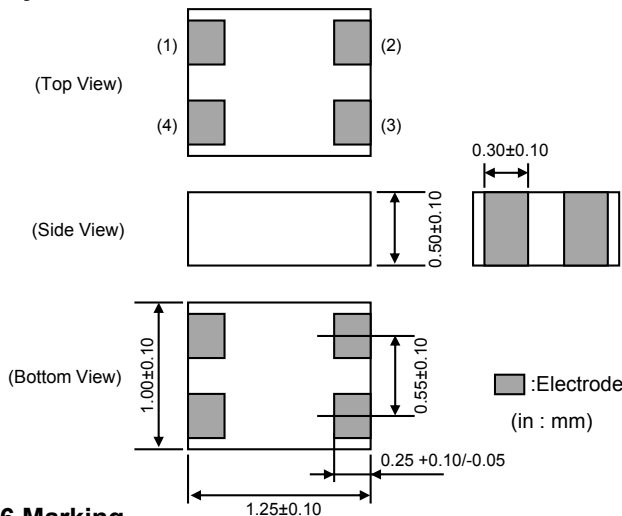 (1)
(2)
(Top View)
(4)
(3)
0.30±0.10
(Side View)
0.50±0.10
(Bottom View)
1.00±0.10
0.55±0.10
:Electrode
(in : mm)
0.25 +0.10/-0.05
1.25±0.10
6 Marking